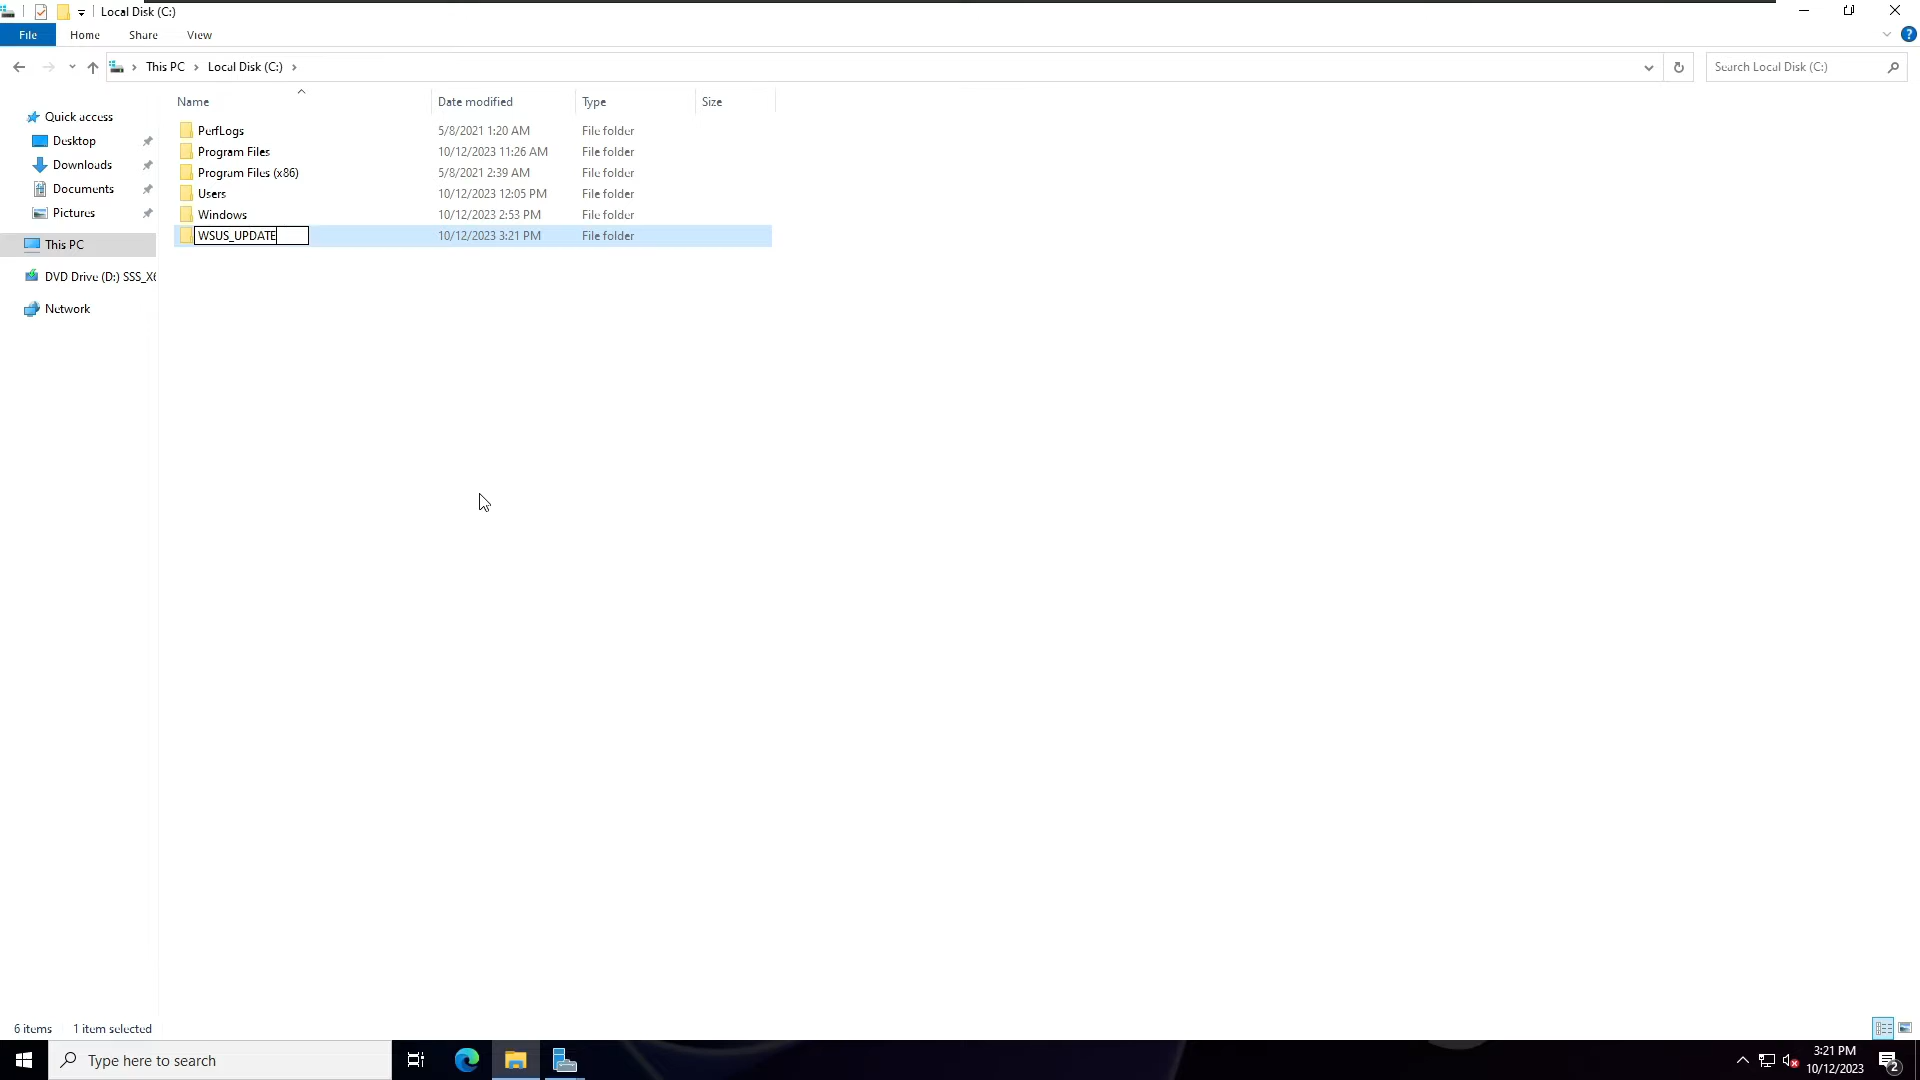 Local Disk (C:)
File Home Share View
This PC Local Disk (C:)
Search Local Disk (C:)
Name Date modified Type Size
PerfLogs 5/8/2021 1:20 AM File folder
Program Files 10/12/2023 11:26 AM File folder
Program Files (x86) 5/8/2021 2:39 AM File folder
Users 10/12/2023 12:05 PM File folder
Windows 10/12/2023 2:53 PM File folder
WSUS_UPDATE 10/12/2023 3:21 PM File folder
Quick access
Desktop
Downloads
Documents
Pictures
This PC
DVD Drive (D:) SSS_X6
Network
6 items 1 item selected
Type here to search
3:21 PM
10/12/2023
2